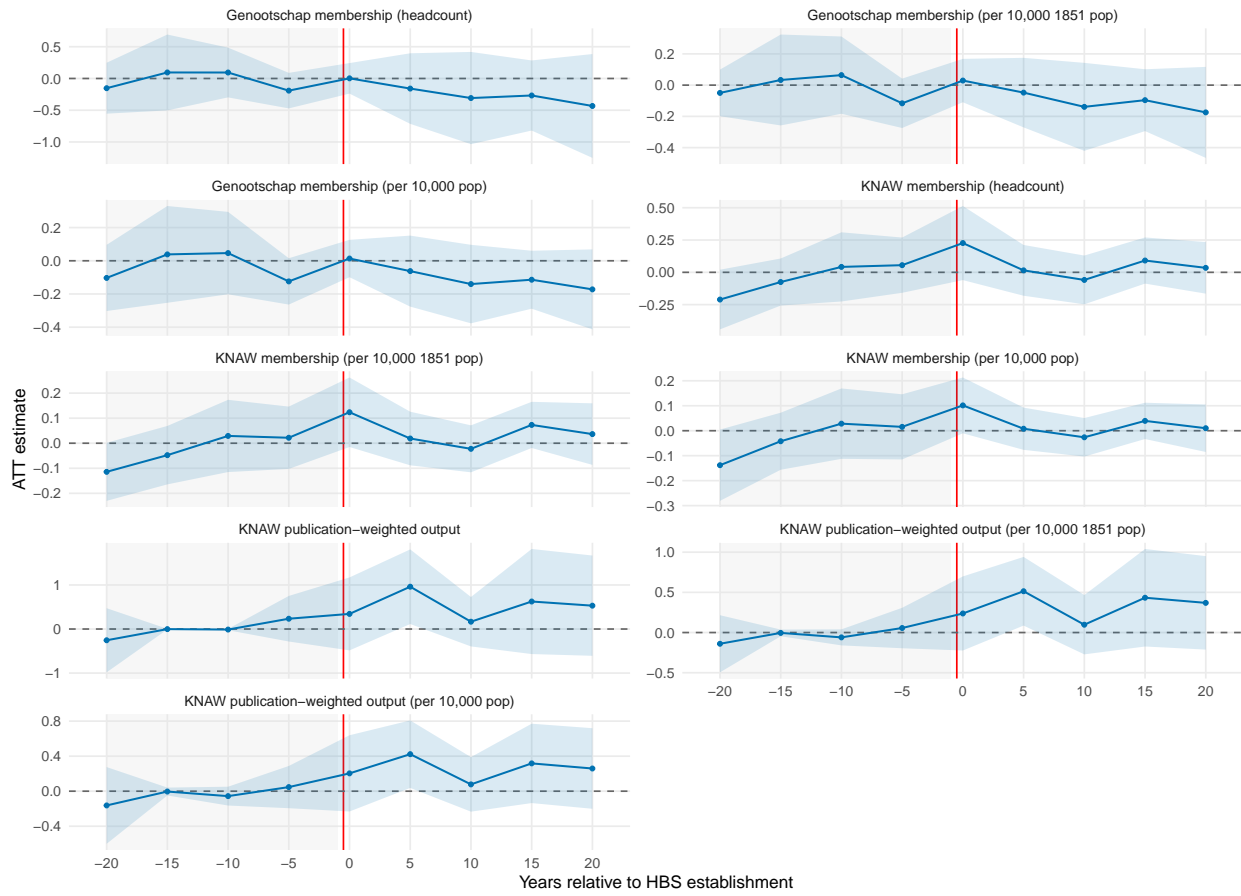 Genootschap membership (headcount)
0.5
0.0
−0.5
−1.0
Genootschap membership (per 10,000 1851 pop)
0.2
0.0
−0.2
−0.4
Genootschap membership (per 10,000 pop)
0.2
0.0
−0.2
−0.4
KNAW membership (headcount)
0.50
0.25
0.00
−0.25
KNAW membership (per 10,000 1851 pop)
0.2
0.1
0.0
−0.1
−0.2
KNAW membership (per 10,000 pop)
0.2
0.1
0.0
−0.1
−0.2
−0.3
KNAW publication−weighted output
1
0
−1
KNAW publication−weighted output (per 10,000 1851 pop)
1.0
0.5
0.0
−0.5
−20 −15 −10 −5 0 5 10 15 20
KNAW publication−weighted output (per 10,000 pop)
0.8
0.4
0.0
−0.4
−20 −15 −10 −5 0 5 10 15 20
ATT estimate
Years relative to HBS establishment